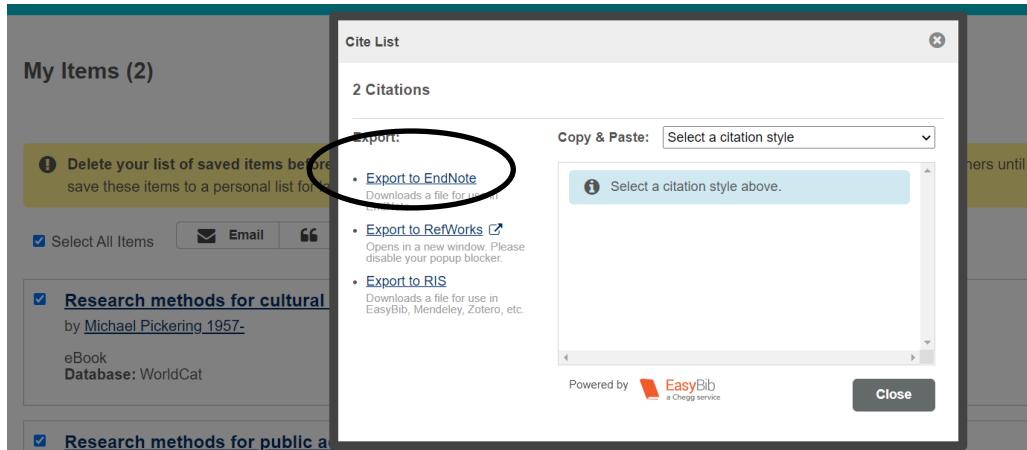 My Items (2)
Delete your list of saved items before
hers until
save these items to a personal list for
Select All Items
Email
Research methods for cultural
by Michael Pickering 1957-
eBook
Database: WorldCat
Research methods for public a
Cite List
2 Citations
Export:
Export to EndNote
Downloads a file for use in
EndNote
Export to RefWorks
Opens in a new window. Please
disable your popup blocker.
Export to RIS
Downloads a file for use in
EasyBib, Mendeley, Zotero, etc.
Copy & Paste: Select a citation style
Select a citation style above.
Powered by EasyBib
a Chegg service
Close